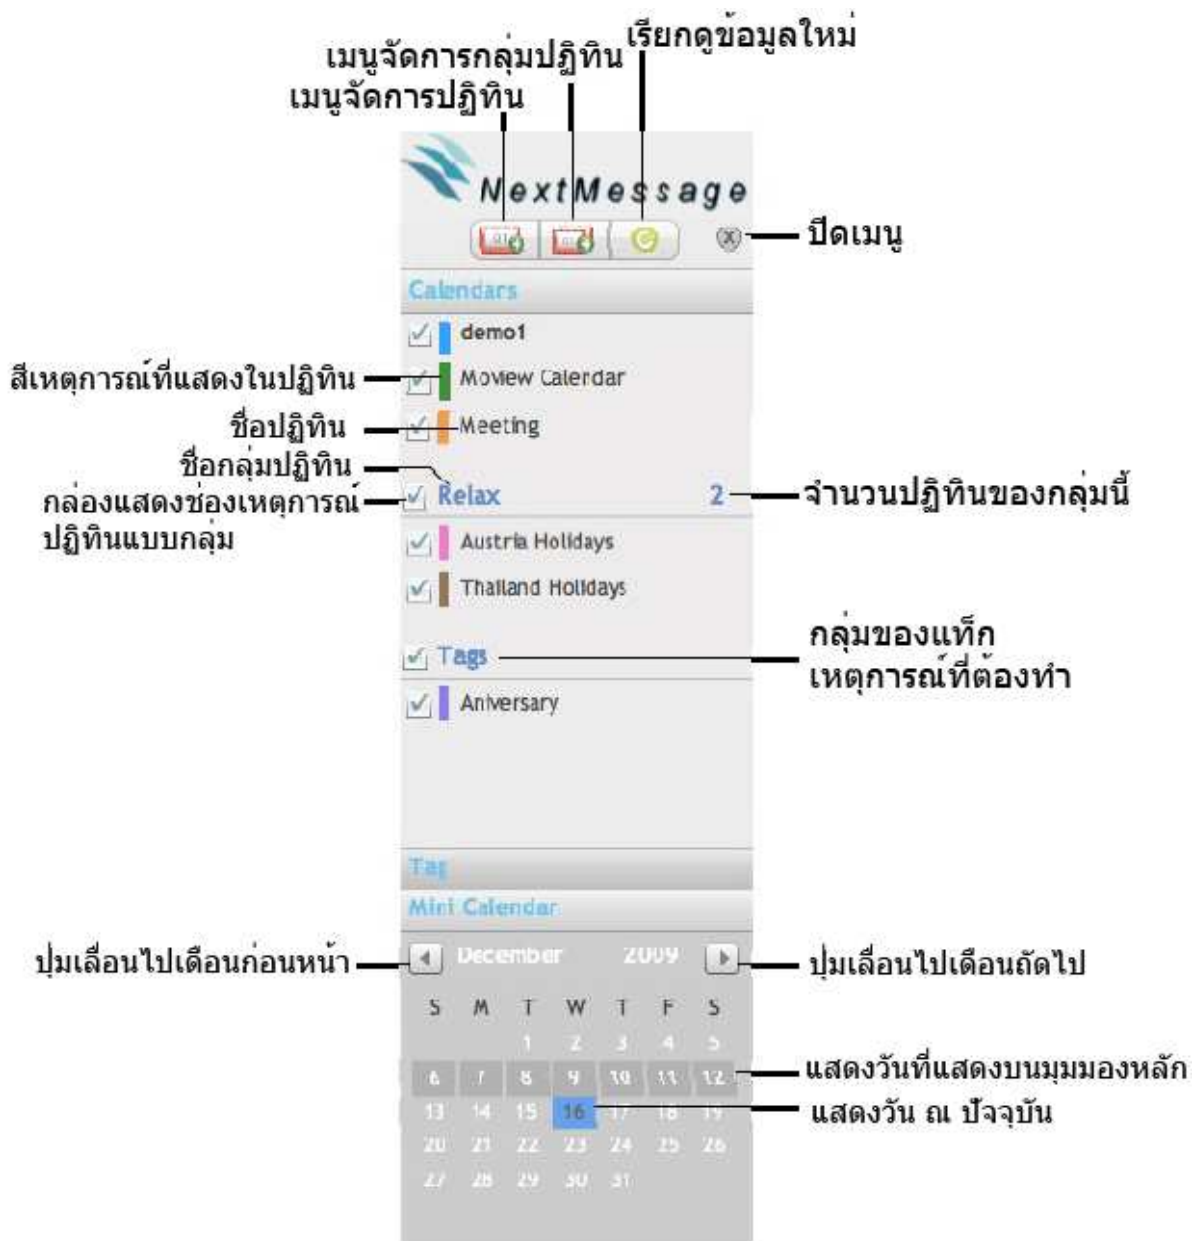 เรียกดูข้อมูลใหม่
เมนูจัดการกลุ่มปฏิทิน
เมนูจัดการปฏิทิน
NextMessage
ปิดเมนู
Calendars
demo1
สีเหตุการณ์ที่แสดงในปฏิทิน
Moview Calendar
ชื่อปฏิทิน
Meeting
ชื่อกลุ่มปฏิทิน
กล่องแสดงช่องเหตุการณ์
ปฏิทินแบบกลุ่ม
Relax 2
จำนวนปฏิทินของกลุ่มนี้
Austria Holidays
Thailand Holidays
กลุ่มของแท็ก
เหตุการณ์ที่ต้องทำ
Tags
Aniversary
Tag
Mini Calendar
ปุ่มเลื่อนไปเดือนก่อนหน้า
December 2009
ปุ่มเลื่อนไปเดือนถัดไป
S M T W T F S
1 2 3 4 5
6 7 8 9 10 11 12
แสดงวันที่แสดงบนมุมมองหลัก
13 14 15 16 17 18 19
แสดงวัน ณ ปัจจุบัน
20 21 22 23 24 25 26
27 28 29 30 31